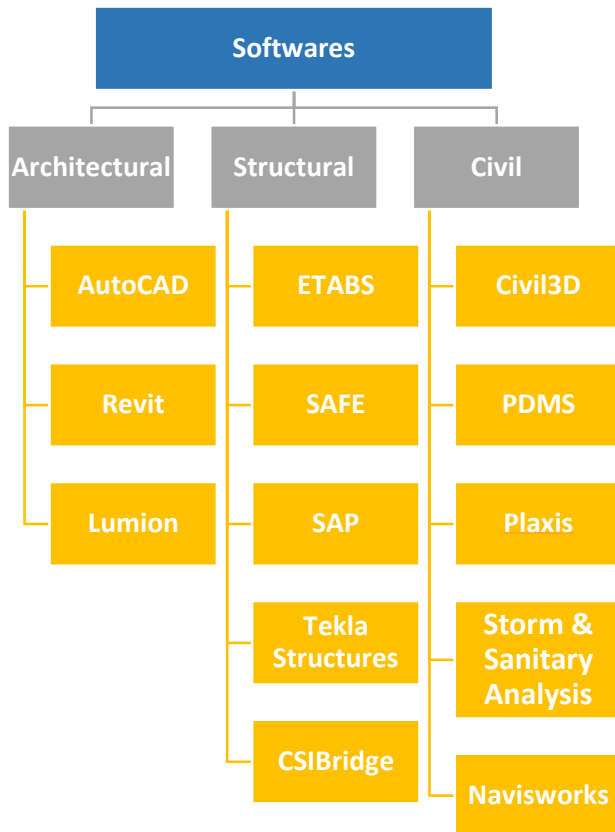 Softwares
Architectural
Structural
Civil
AutoCAD
ETABS
Civil3D
Revit
SAFE
PDMS
Lumion
SAP
Plaxis
Tekla
Structures
Storm &
Sanitary
Analysis
CSIBridge
Navisworks